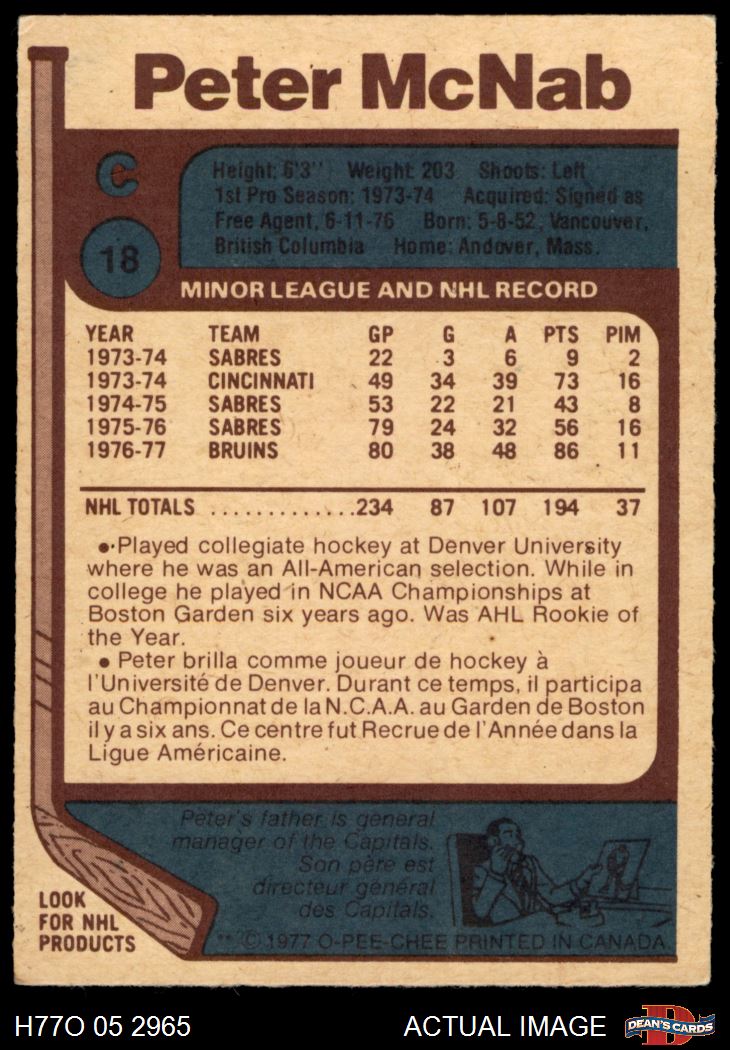 Peter McNab
C
Height: 6'3'' Weight: 203 Shoots: Left
1st Pro Season: 1973-74 Acquired: Signed as
Free Agent, 6-11-76 Born: 5-8-52, Vancouver,
British Columbia Home: Andover, Mass.
18
MINOR LEAGUE AND NHL RECORD
YEAR TEAM GP G A PTS PIM
1973-74 SABRES 22 3 6 9 2
1973-74 CINCINNATI 49 34 39 73 16
1974-75 SABRES 53 22 21 43 8
1975-76 SABRES 79 24 32 56 16
1976-77 BRUINS 80 38 48 86 11
NHL TOTALS .............234 87 107 194 37
• Played collegiate hockey at Denver University
where he was an All-American selection. While in
college he played in NCAA Championships at
Boston Garden six years ago. Was AHL Rookie of
the Year.
• Peter brilla comme joueur de hockey à
l'Université de Denver. Durant ce temps, il participa
au Championnat de la N.C.A.A. au Garden de Boston
il y a six ans. Ce centre fut Recrue de l'Année dans la
Ligue Américaine.
Peter's father is general
manager of the Capitals.
Son père est
directeur général
des Capitals.
LOOK
FOR NHL
PRODUCTS
** © 1977 O-PEE-CHEE PRINTED IN CANADA
H77O 05 2965 ACTUAL IMAGE
D
DEAN'S CARDS